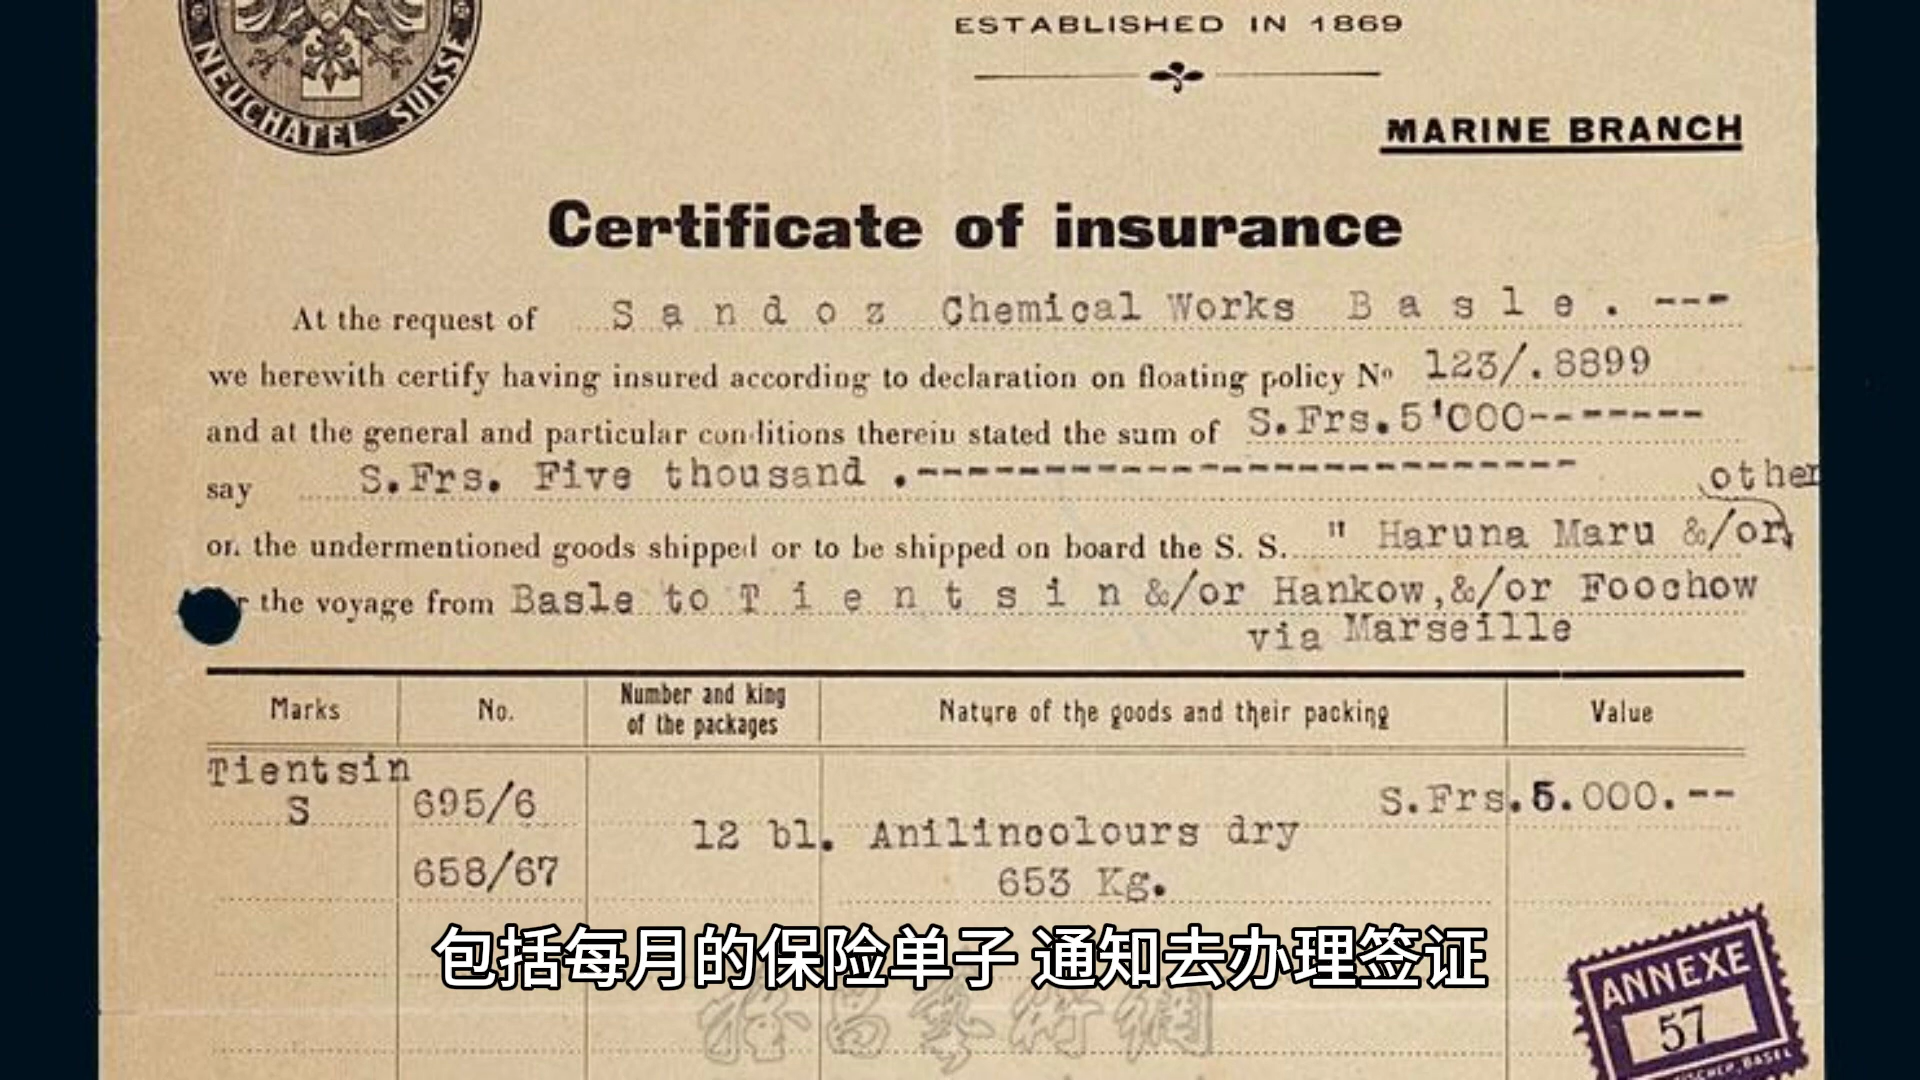 NEUCHATEL SUISSE
ESTABLISHED IN 1869
MARINE BRANCH
Certificate of insurance
At the request of Sandoz Chemical Works Basle. ---
we herewith certify having insured according to declaration on floating policy Nº 123/.8899
and at the general and particular conditions therein stated the sum of S.Frs.5'000--------
say S.Frs. Five thousand .------------------------
other
on the undermentioned goods shipped or to be shipped on board the S. S. " Haruna Maru &/or
r the voyage from Basle to Tientsin &/or Hankow,&/or Foochow
via Marseille
Marks No. Number and king of the packages Nature of the goods and their packing Value
Tientsin
S 695/6 S.Frs.5.000.--
12 bl. Anilincolours dry
658/67 653 Kg.
包括每月的保险单子 通知去办理签证
雅昌藝術網
ANNEXE
57
BASEL